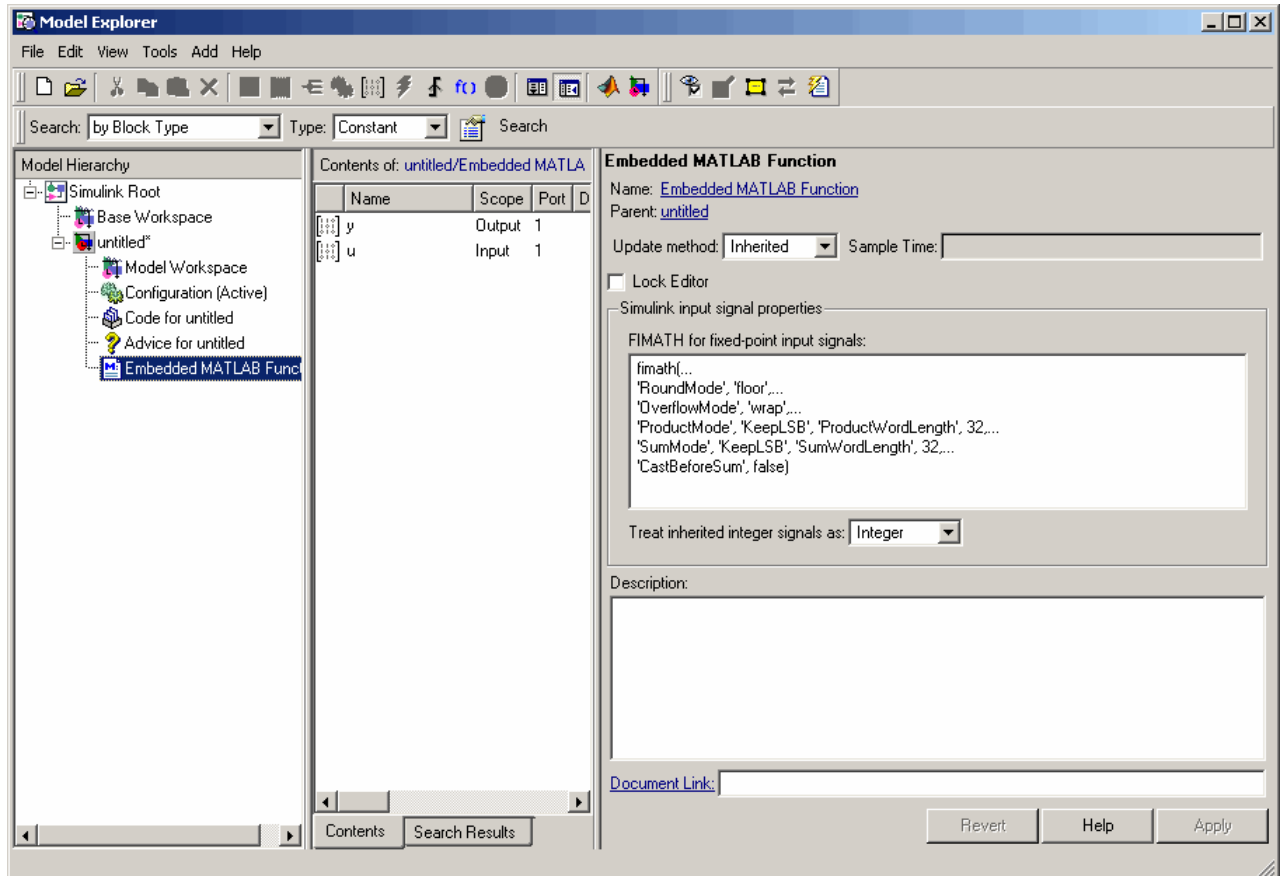 Model Explorer
File Edit View Tools Add Help
f()
Search: by Block Type Type: Constant Search
Model Hierarchy
Simulink Root
Base Workspace
untitled*
Model Workspace
Configuration (Active)
Code for untitled
Advice for untitled
Embedded MATLAB Funct
Contents of: untitled/Embedded MATLA
Name Scope Port D
y Output 1
u Input 1
Contents Search Results
Embedded MATLAB Function
Name: Embedded MATLAB Function
Parent: untitled
Update method: Inherited Sample Time:
Lock Editor
Simulink input signal properties
FIMATH for fixed-point input signals:
fimath(...
'RoundMode', 'floor',...
'OverflowMode', 'wrap',...
'ProductMode', 'KeepLSB', 'ProductWordLength', 32,...
'SumMode', 'KeepLSB', 'SumWordLength', 32,...
'CastBeforeSum', false)
Treat inherited integer signals as: Integer
Description:
Document Link:
Revert Help Apply